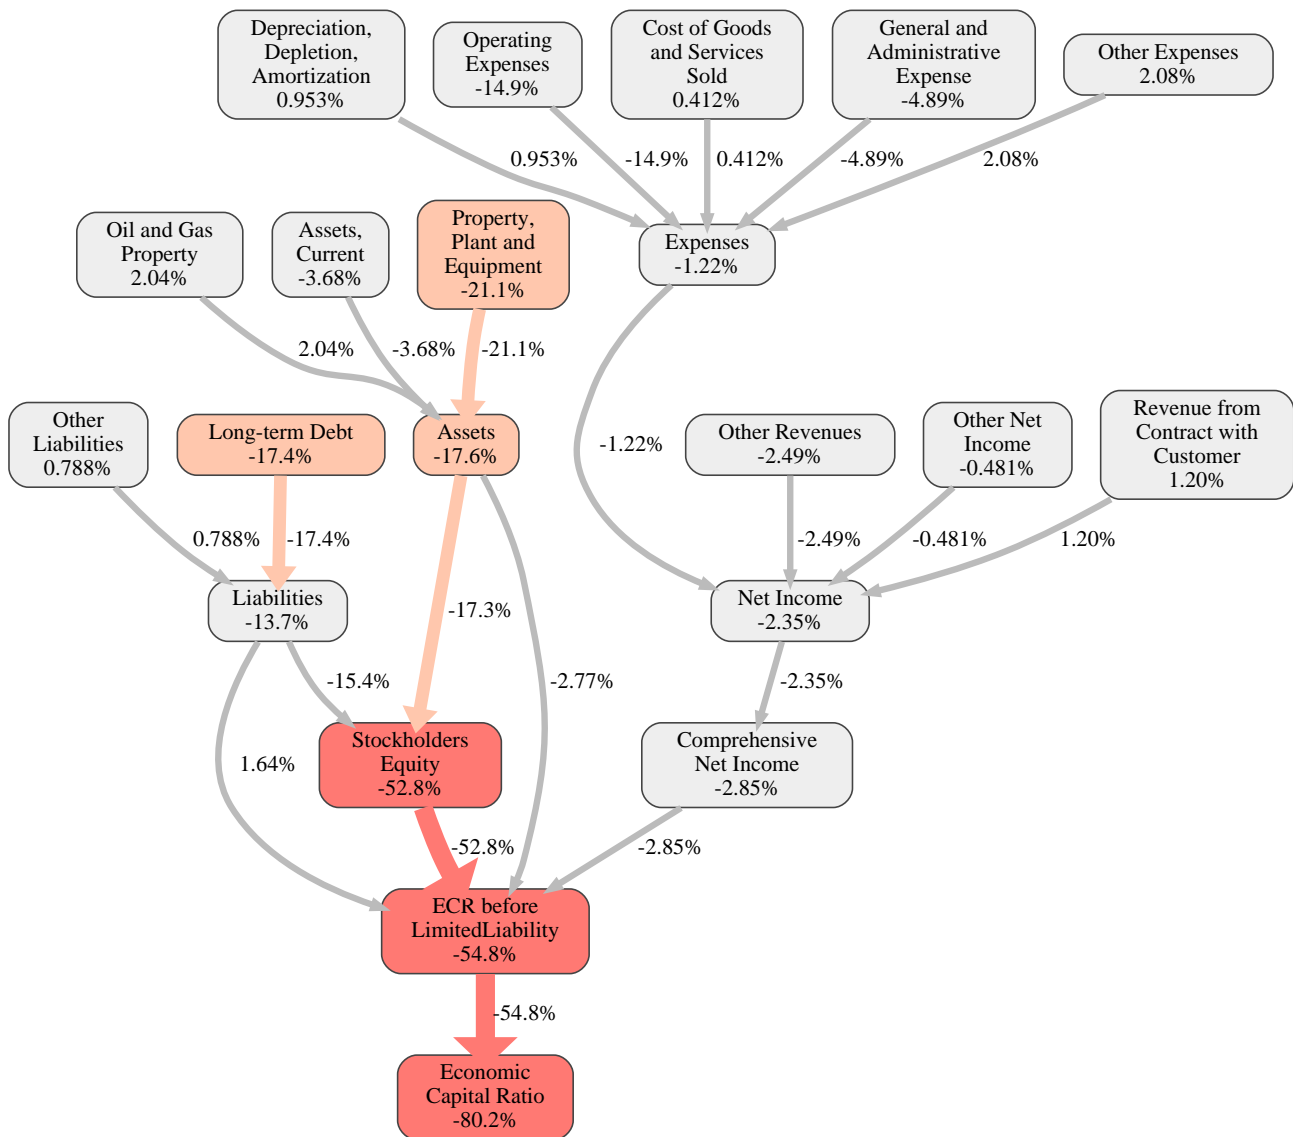 Depreciation,
Depletion,
Amortization
0.953%
Operating
Expenses
-14.9%
Cost of Goods
and Services
Sold
0.412%
General and
Administrative
Expense
-4.89%
Other Expenses
2.08%
0.953%
-14.9%
0.412%
-4.89%
2.08%
Oil and Gas
Property
2.04%
Assets,
Current
-3.68%
Property,
Plant and
Equipment
-21.1%
Expenses
-1.22%
2.04%
-3.68%
-21.1%
Other
Liabilities
0.788%
Long-term Debt
-17.4%
Assets
-17.6%
-1.22%
Other Revenues
-2.49%
Other Net
Income
-0.481%
Revenue from
Contract with
Customer
1.20%
0.788%
-17.4%
-2.49%
-0.481%
1.20%
Liabilities
-13.7%
-17.3%
Net Income
-2.35%
-15.4%
-2.77%
-2.35%
1.64%
Stockholders
Equity
-52.8%
Comprehensive
Net Income
-2.85%
-52.8%
-2.85%
ECR before
LimitedLiability
-54.8%
-54.8%
Economic
Capital Ratio
-80.2%